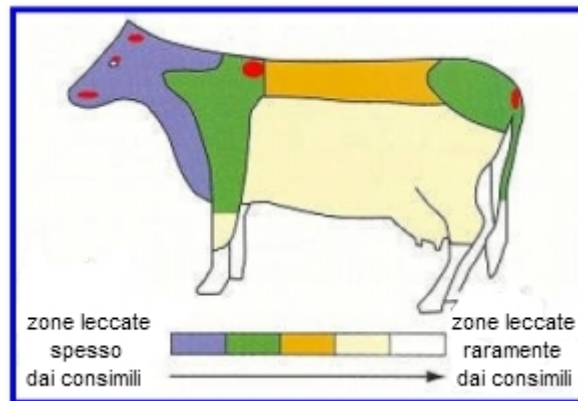 zone leccate
spesso
dai consimili
zone leccate
raramente
dai consimili